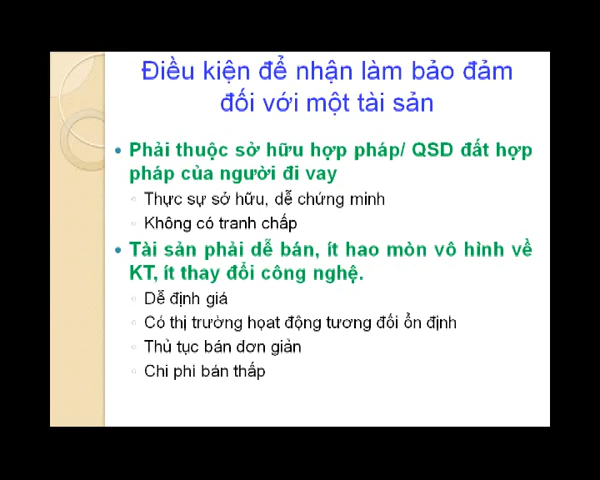 Điều kiện để nhận làm bảo đảm
đối với một tài sản
Phải thuộc sở hữu hợp pháp/ QSD đất hợp
pháp của người đi vay
Thực sự sở hữu, dễ chứng minh
Không có tranh chấp
Tài sản phải dễ bán, ít hao mòn vô hình về
KT, ít thay đổi công nghệ.
Dễ định giá
Có thị trường họat động tương đối ổn định
Thủ tục bán dơn giản
Chi phi bán thấp